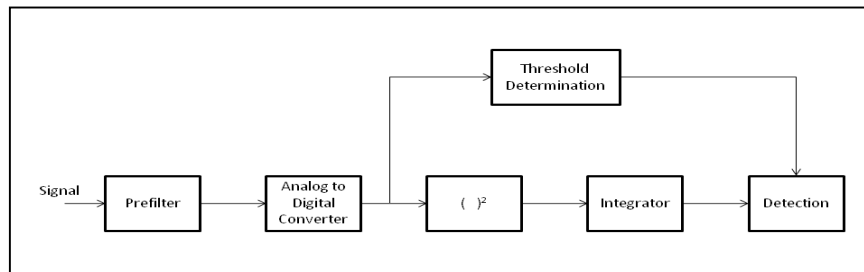 Threshold
Determination
Signal
Prefilter
Analog to
Digital
Converter
( )²
Integrator
Detection